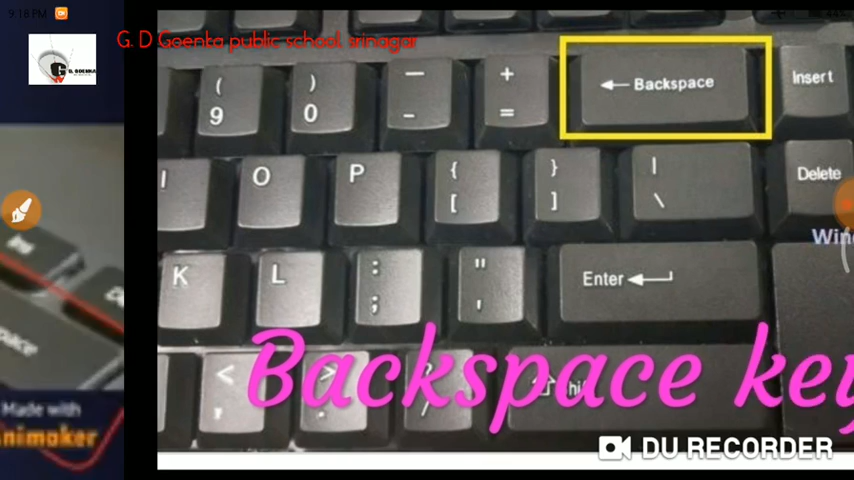 9:18 PM
G. D Goenka public school. srinagar
G. D. GOENKA
( 9
) 0
— -
+ =
← Backspace
Insert
I
O
P
{ [
} ]
| \
Delete
K
L
: ;
" '
Enter
< ,
> .
? /
Backspace key
Made with
Animaker
DU RECORDER